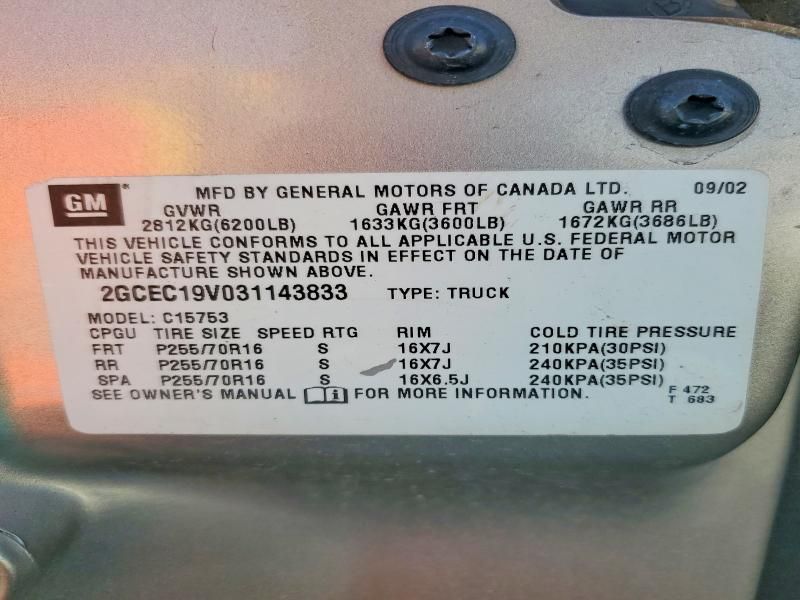 GM ® MFD BY GENERAL MOTORS OF CANADA LTD. 09/02
GVWR GAWR FRT GAWR RR
2812KG(6200LB) 1633KG(3600LB) 1672KG(3686LB)
THIS VEHICLE CONFORMS TO ALL APPLICABLE U.S. FEDERAL MOTOR
VEHICLE SAFETY STANDARDS IN EFFECT ON THE DATE OF
MANUFACTURE SHOWN ABOVE.
2GCEC19V031143833 TYPE: TRUCK
MODEL: C15753
CPGU TIRE SIZE SPEED RTG RIM COLD TIRE PRESSURE
FRT P255/70R16 S 16X7J 210KPA(30PSI)
RR P255/70R16 S 16X7J 240KPA(35PSI)
SPA P255/70R16 S 16X6.5J 240KPA(35PSI)
SEE OWNER'S MANUAL i FOR MORE INFORMATION. F 472
T 683